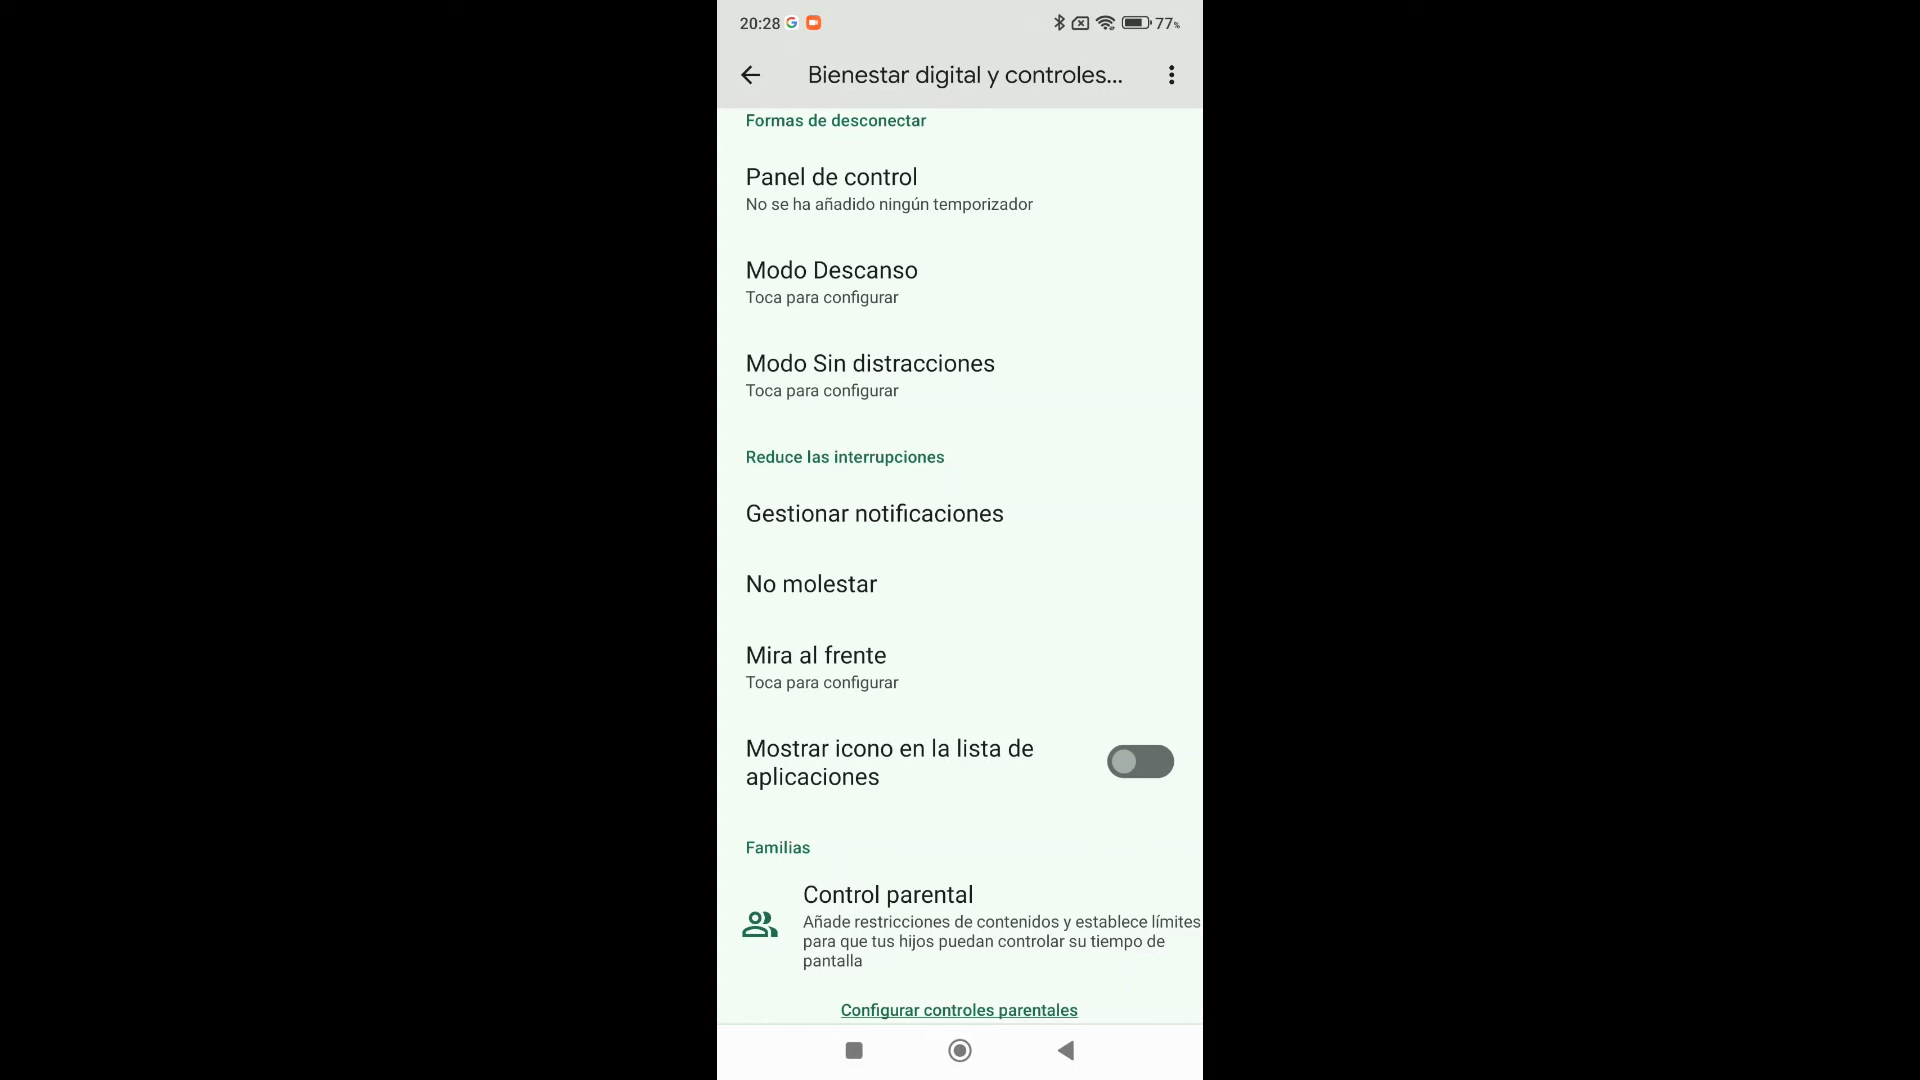 20:28
77%
Bienestar digital y controles...
Formas de desconectar
Panel de control
No se ha añadido ningún temporizador
Modo Descanso
Toca para configurar
Modo Sin distracciones
Toca para configurar
Reduce las interrupciones
Gestionar notificaciones
No molestar
Mira al frente
Toca para configurar
Mostrar icono en la lista de
aplicaciones
Familias
Control parental
Añade restricciones de contenidos y establece límites
para que tus hijos puedan controlar su tiempo de
pantalla
Configurar controles parentales